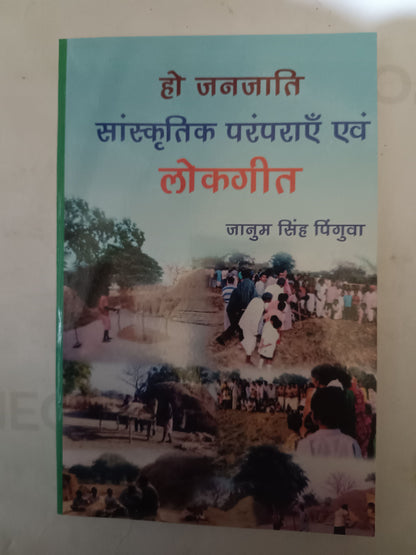 हो जनजाति
सांस्कृतिक परंपराएँ एवं
लोकगीत
जानुम सिंह पिंगुवा